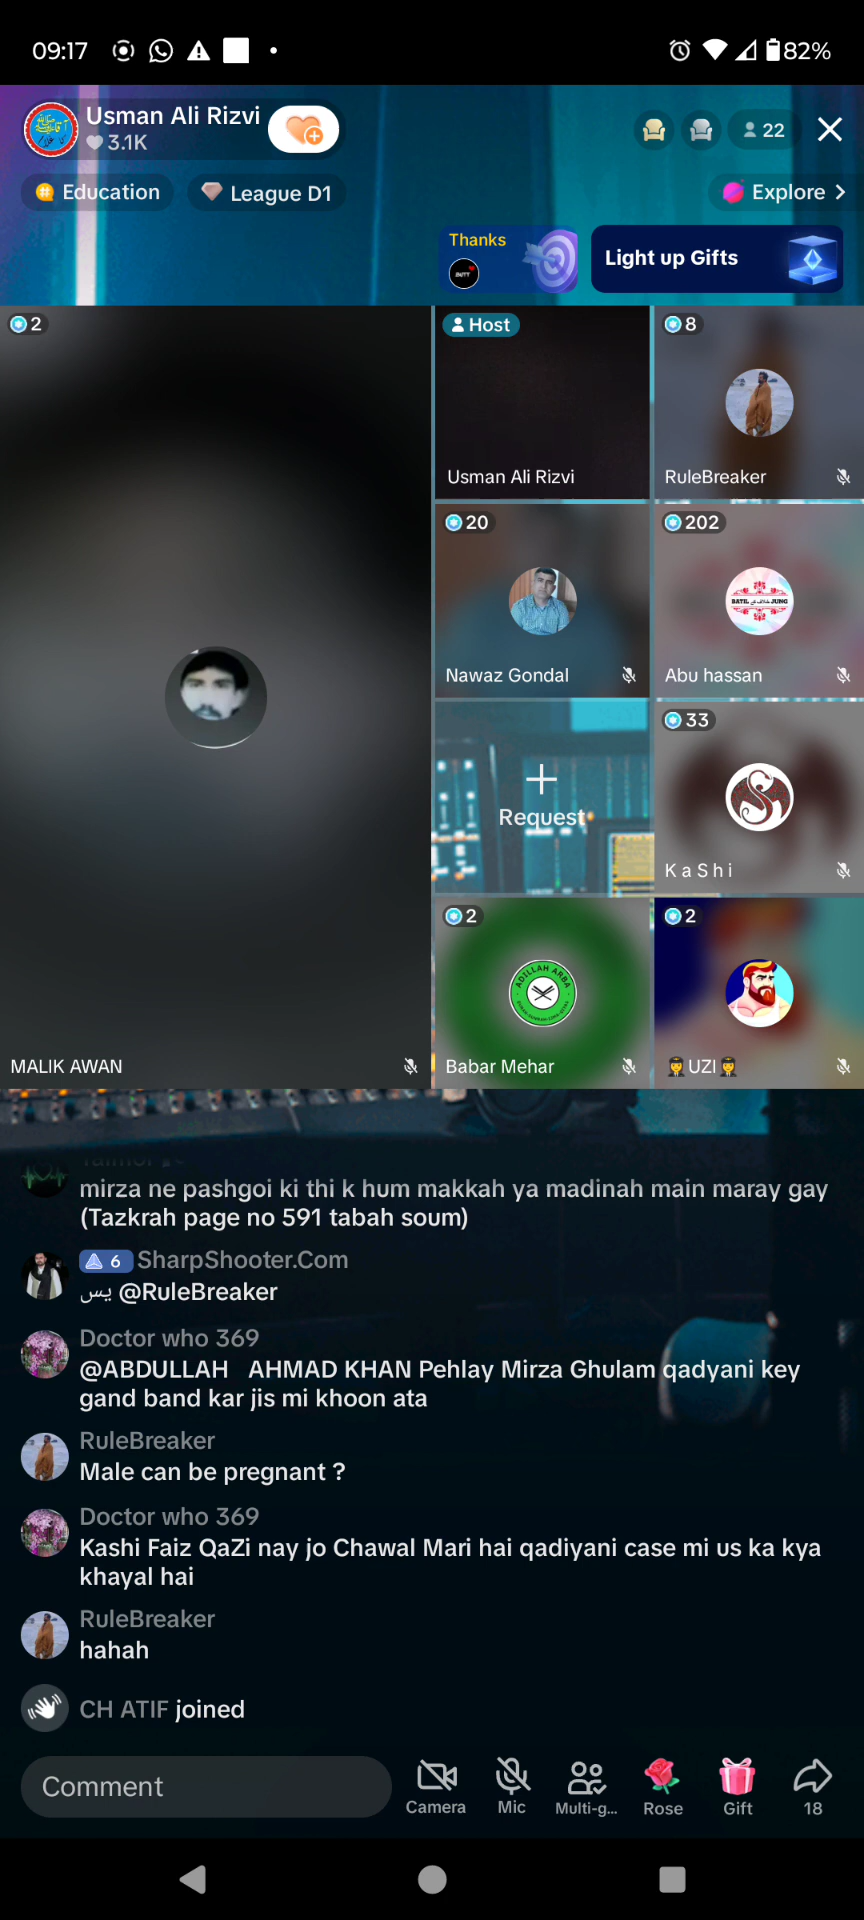 09:17
82%
Usman Ali Rizvi
3.1K
22
Education
League D1
Explore
Thanks
BUTT
Light up Gifts
2
Host
Usman Ali Rizvi
8
RuleBreaker
20
Nawaz Gondal
202
BATIL JUNG
Abu hassan
Request
33
K a S h i
MALIK AWAN
2
ADILLAH ARBA
Babar Mehar
2
UZI
mirza ne pashgoi ki thi k hum makkah ya madinah main maray gay
(Tazkrah page no 591 tabah soum)
6 SharpShooter.Com
يس @RuleBreaker
Doctor who 369
@ABDULLAH AHMAD KHAN Pehlay Mirza Ghulam qadyani key
gand band kar jis mi khoon ata
RuleBreaker
Male can be pregnant ?
Doctor who 369
Kashi Faiz QaZi nay jo Chawal Mari hai qadiyani case mi us ka kya
khayal hai
RuleBreaker
hahah
CH ATIF joined
Comment
Camera
Mic
Multi-g...
Rose
Gift
18